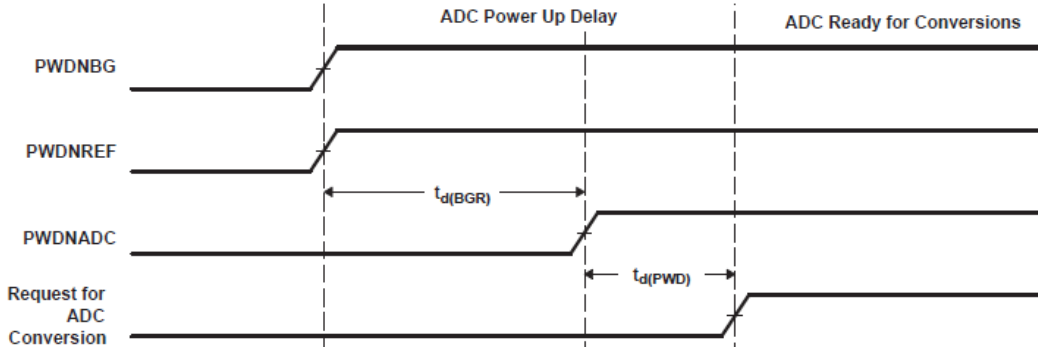 ADC Power Up Delay
ADC Ready for Conversions
PWDNBG
PWDNREF
td(BGR)
PWDNADC
td(PWD)
Request for
ADC
Conversion